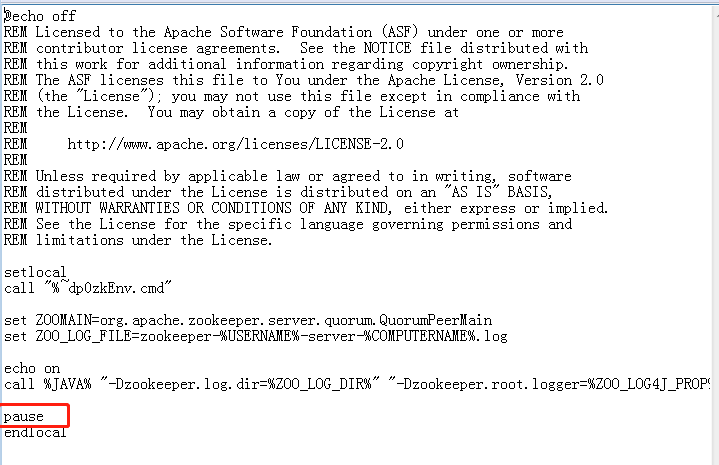 @echo off
REM Licensed to the Apache Software Foundation (ASF) under one or more
REM contributor license agreements.  See the NOTICE file distributed with
REM this work for additional information regarding copyright ownership.
REM The ASF licenses this file to You under the Apache License, Version 2.0
REM (the "License"); you may not use this file except in compliance with
REM the License.  You may obtain a copy of the License at
REM
REM     http://www.apache.org/licenses/LICENSE-2.0
REM
REM Unless required by applicable law or agreed to in writing, software
REM distributed under the License is distributed on an "AS IS" BASIS,
REM WITHOUT WARRANTIES OR CONDITIONS OF ANY KIND, either express or implied.
REM See the License for the specific language governing permissions and
REM limitations under the License.
setlocal
call "%~dp0zkEnv.cmd"
set ZOOMAIN=org.apache.zookeeper.server.quorum.QuorumPeerMain
set ZOO_LOG_FILE=zookeeper-%USERNAME%-server-%COMPUTERNAME%.log
echo on
call %JAVA% "-Dzookeeper.log.dir=%ZOO_LOG_DIR%" "-Dzookeeper.root.logger=%ZOO_LOG4J_PROP%
pause
endlocal